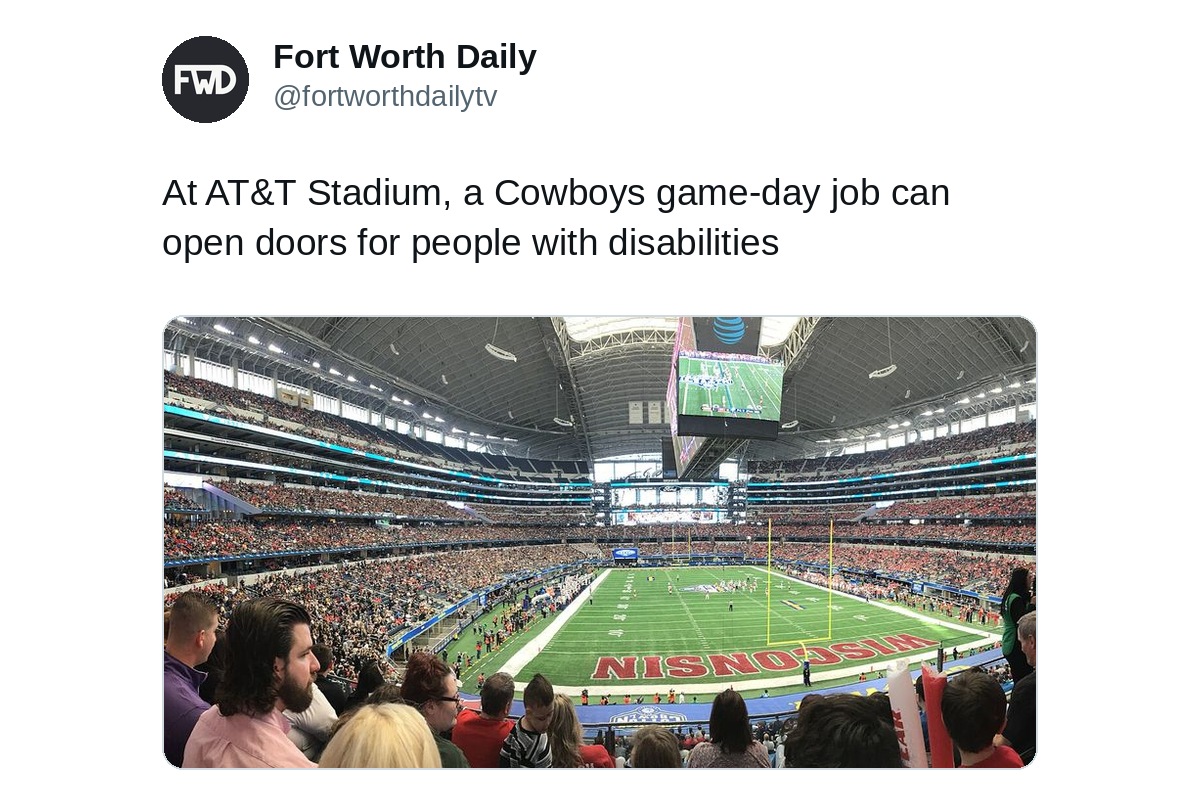 FWD
Fort Worth Daily
@fortworthdailytv
At AT&T Stadium, a Cowboys game-day job can
open doors for people with disabilities
WISCONSIN